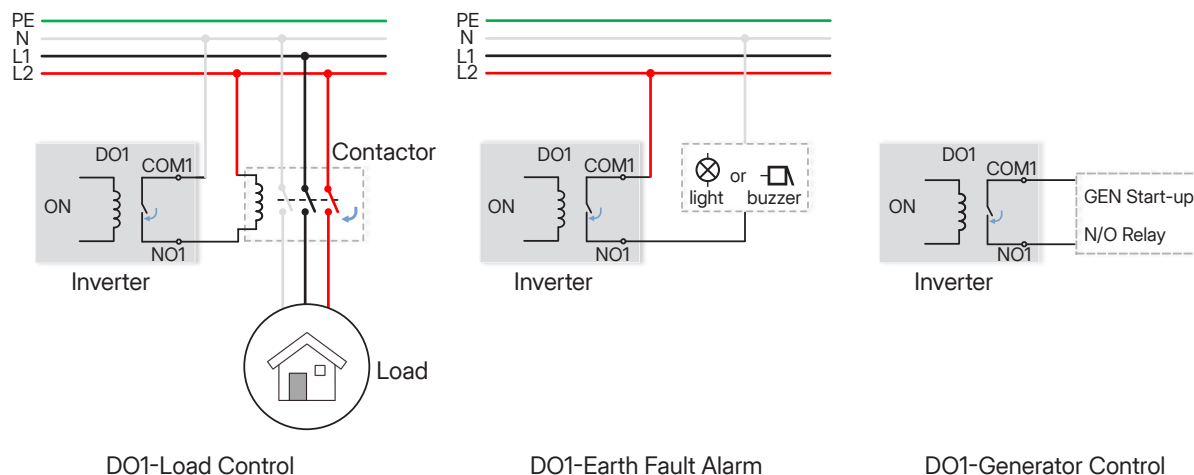 PE
N
L1
L2
DO1
COM1
ON
NO1
Inverter
Contactor
Load
DO1-Load Control
PE
N
L1
L2
DO1
COM1
ON
NO1
Inverter
light or buzzer
DO1-Earth Fault Alarm
DO1
COM1
ON
NO1
Inverter
GEN Start-up
N/O Relay
DO1-Generator Control